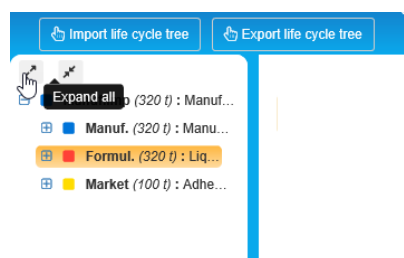 Import life cycle tree
Export life cycle tree
Expand all
(320 t) : Manuf...
Manuf. (320 t) : Manu...
Formul. (320 t) : Liq...
Market (100 t) : Adhe...